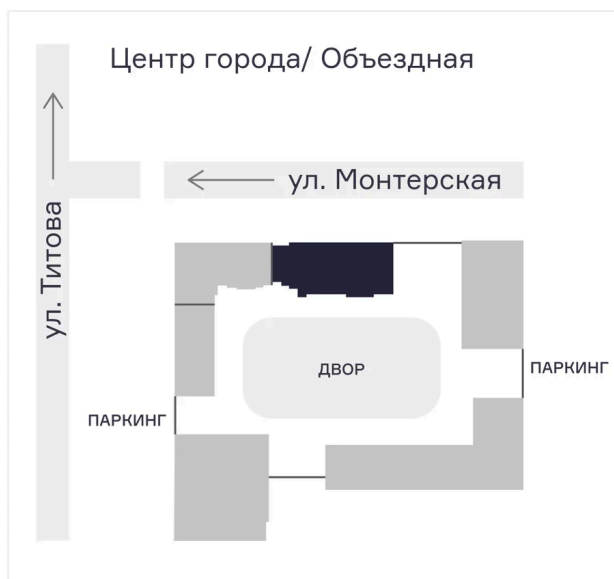 Центр города/ Объездная
ул. Монтерская
ул. Титова
ДВОР
ПАРКИНГ
ПАРКИНГ